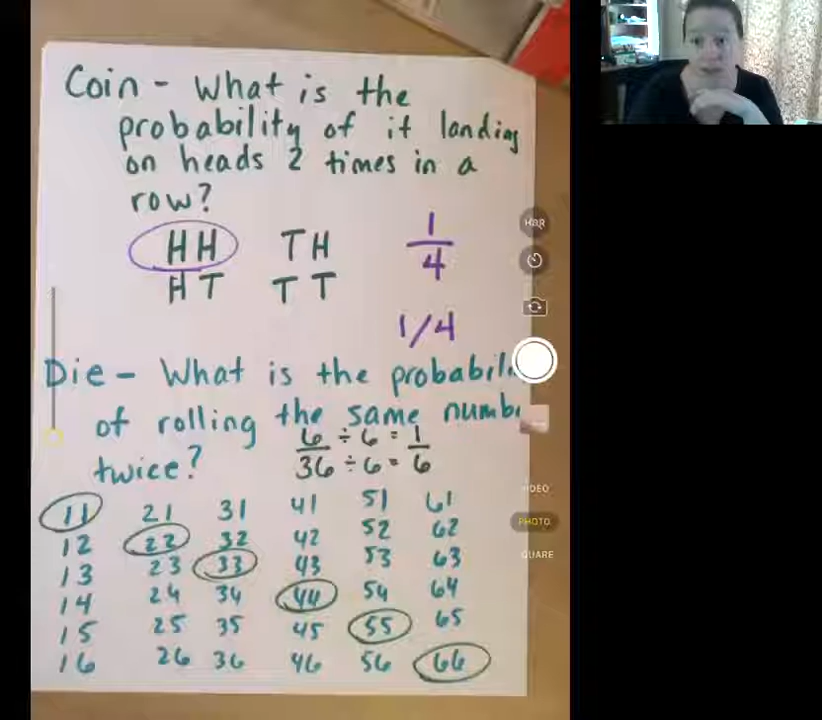 Coin - What is the
probability of it landing
on heads 2 times in a
row?
HH TH 1
HT TT 4
1/4
Die - What is the
of rolling the same
twice?
6 ÷ 6 = 1
36 ÷ 6 = 6
11 21 31 41 51 61
12 22 32 42 52 62
13 23 33 43 53 63
14 24 34 44 54 64
15 25 35 45 55 65
16 26 36 46 56 66
PHOTO